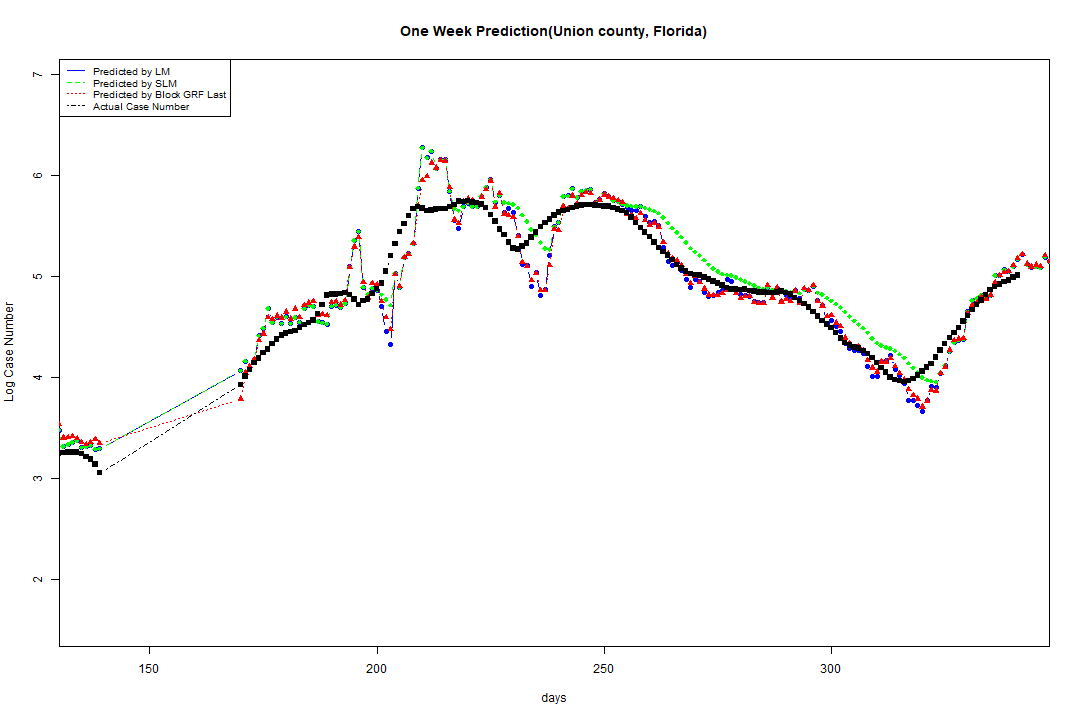 One Week Prediction(Union county, Florida)
Predicted by LM
Predicted by SLM
Predicted by Block GRF Last
Actual Case Number
7
6
5
4
3
2
Log Case Number
150 200 250 300
days